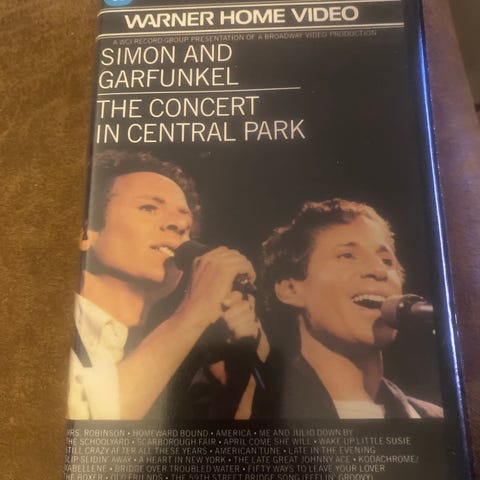 WARNER HOME VIDEO
A WCI RECORD GROUP PRESENTATION OF A BROADWAY VIDEO PRODUCTION
SIMON AND
GARFUNKEL
THE CONCERT
IN CENTRAL PARK
MRS. ROBINSON • HOMEWARD BOUND • AMERICA • ME AND JULIO DOWN BY
THE SCHOOLYARD • SCARBOROUGH FAIR • APRIL COME SHE WILL • WAKE UP LITTLE SUSIE
STILL CRAZY AFTER ALL THESE YEARS • AMERICAN TUNE • LATE IN THE EVENING
SLIP SLIDIN' AWAY • A HEART IN NEW YORK • THE LATE GREAT JOHNNY ACE • KODACHROME/
MABELLENE • BRIDGE OVER TROUBLED WATER • FIFTY WAYS TO LEAVE YOUR LOVER
THE BOXER • OLD FRIENDS • THE 59TH STREET BRIDGE SONG (FEELIN' GROOVY)